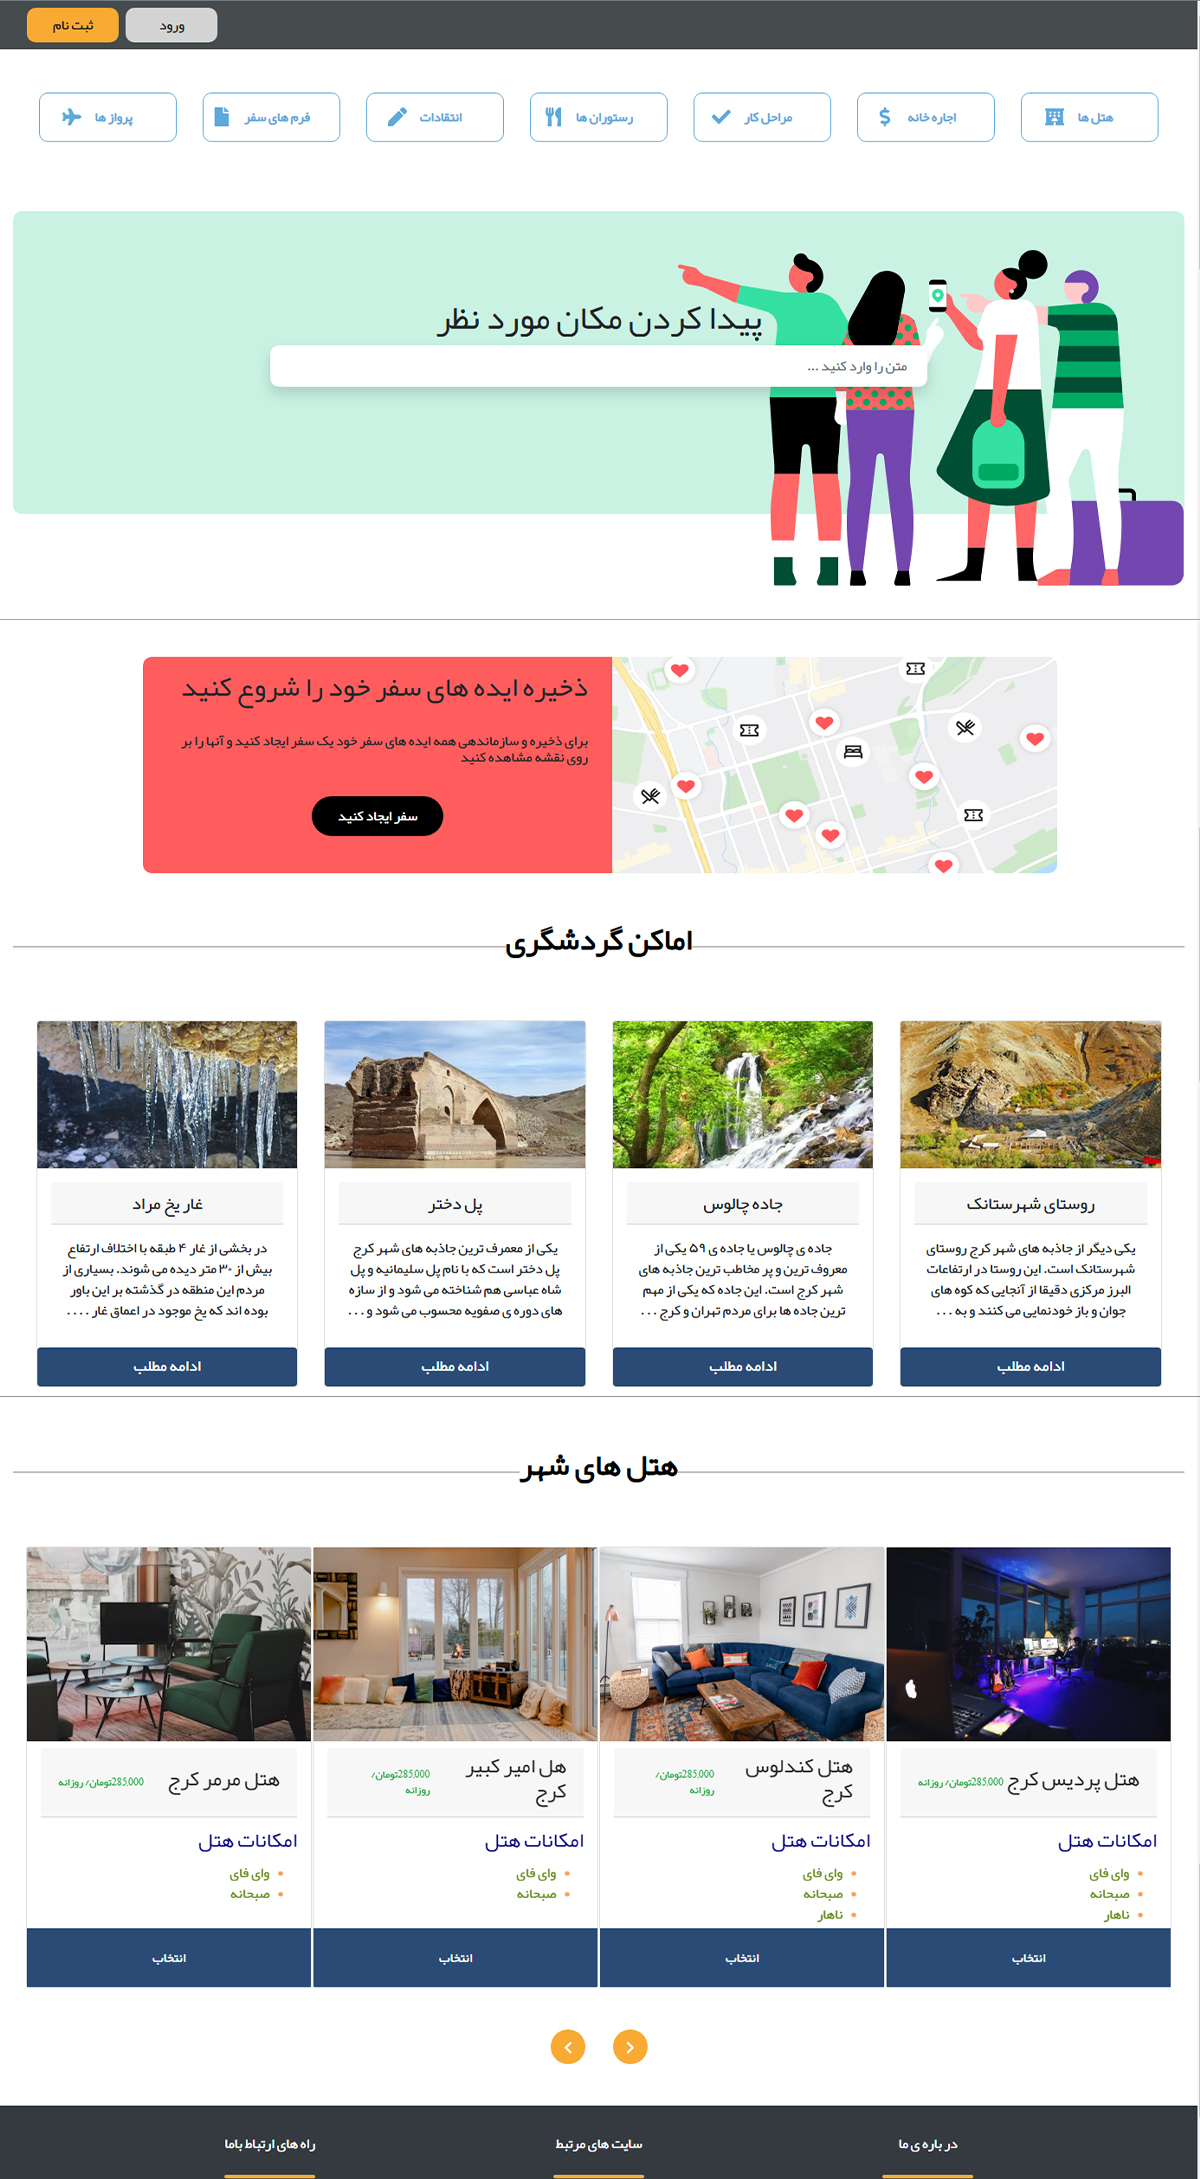 ورود
ثبت نام
هتل ها
اجاره خانه
مراحل کار
رستوران ها
انتقادات
فرم های سفر
پرواز ها
پیدا کردن مکان مورد نظر
متن را وارد کنید ...
ذخیره ایده های سفر خود را شروع کنید
برای ذخیره و سازماندهی همه ایده های سفر خود یک سفر ایجاد کنید و آنها را بر
روی نقشه مشاهده کنید
سفر ایجاد کنید
اماکن گردشگری
روستای شهرستانک
یکی دیگر از جاذبه های شهر کرج روستای
شهرستانک است. این روستا در ارتفاعات
البرز مرکزی دقیقا از آنجایی که کوه های
جوان و باز خودنمایی می کنند و به . . .
ادامه مطلب
جاده چالوس
جاده ی چالوس یا جاده ی ۵۹ یکی از
معروف ترین و پر مخاطب ترین جاذبه های
شهر کرج است. این جاده که یکی از مهم
ترین جاده ها برای مردم تهران و کرج . . .
ادامه مطلب
پل دختر
یکی از معمرف ترین جاذبه های شهر کرج
پل دختر است که با نام پل سلیمانیه و پل
شاه عباسی هم شناخته می شود و از سازه
های دوره ی صفویه محسوب می شود و . . .
ادامه مطلب
غار یخ مراد
در بخشی از غار ۴ طبقه با اختلاف ارتفاع
بیش از ۳۰ متر دیده می شوند. بسیاری از
مردم این منطقه در گذشته بر این باور
بوده اند که یخ موجود در اعماق غار . . . .
ادامه مطلب
هتل های شهر
هتل پردیس کرج
285,000تومان/ روزانه
امکانات هتل
وای فای
صبحانه
ناهار
انتخاب
هتل کندلوس
کرج
285,000تومان/
روزانه
امکانات هتل
وای فای
صبحانه
ناهار
انتخاب
هل امیر کبیر
کرج
285,000تومان/
روزانه
امکانات هتل
وای فای
صبحانه
انتخاب
هتل مرمر کرج
285,000تومان/ روزانه
امکانات هتل
وای فای
صبحانه
انتخاب
در باره ی ما
سایت های مرتبط
راه های ارتباط باما